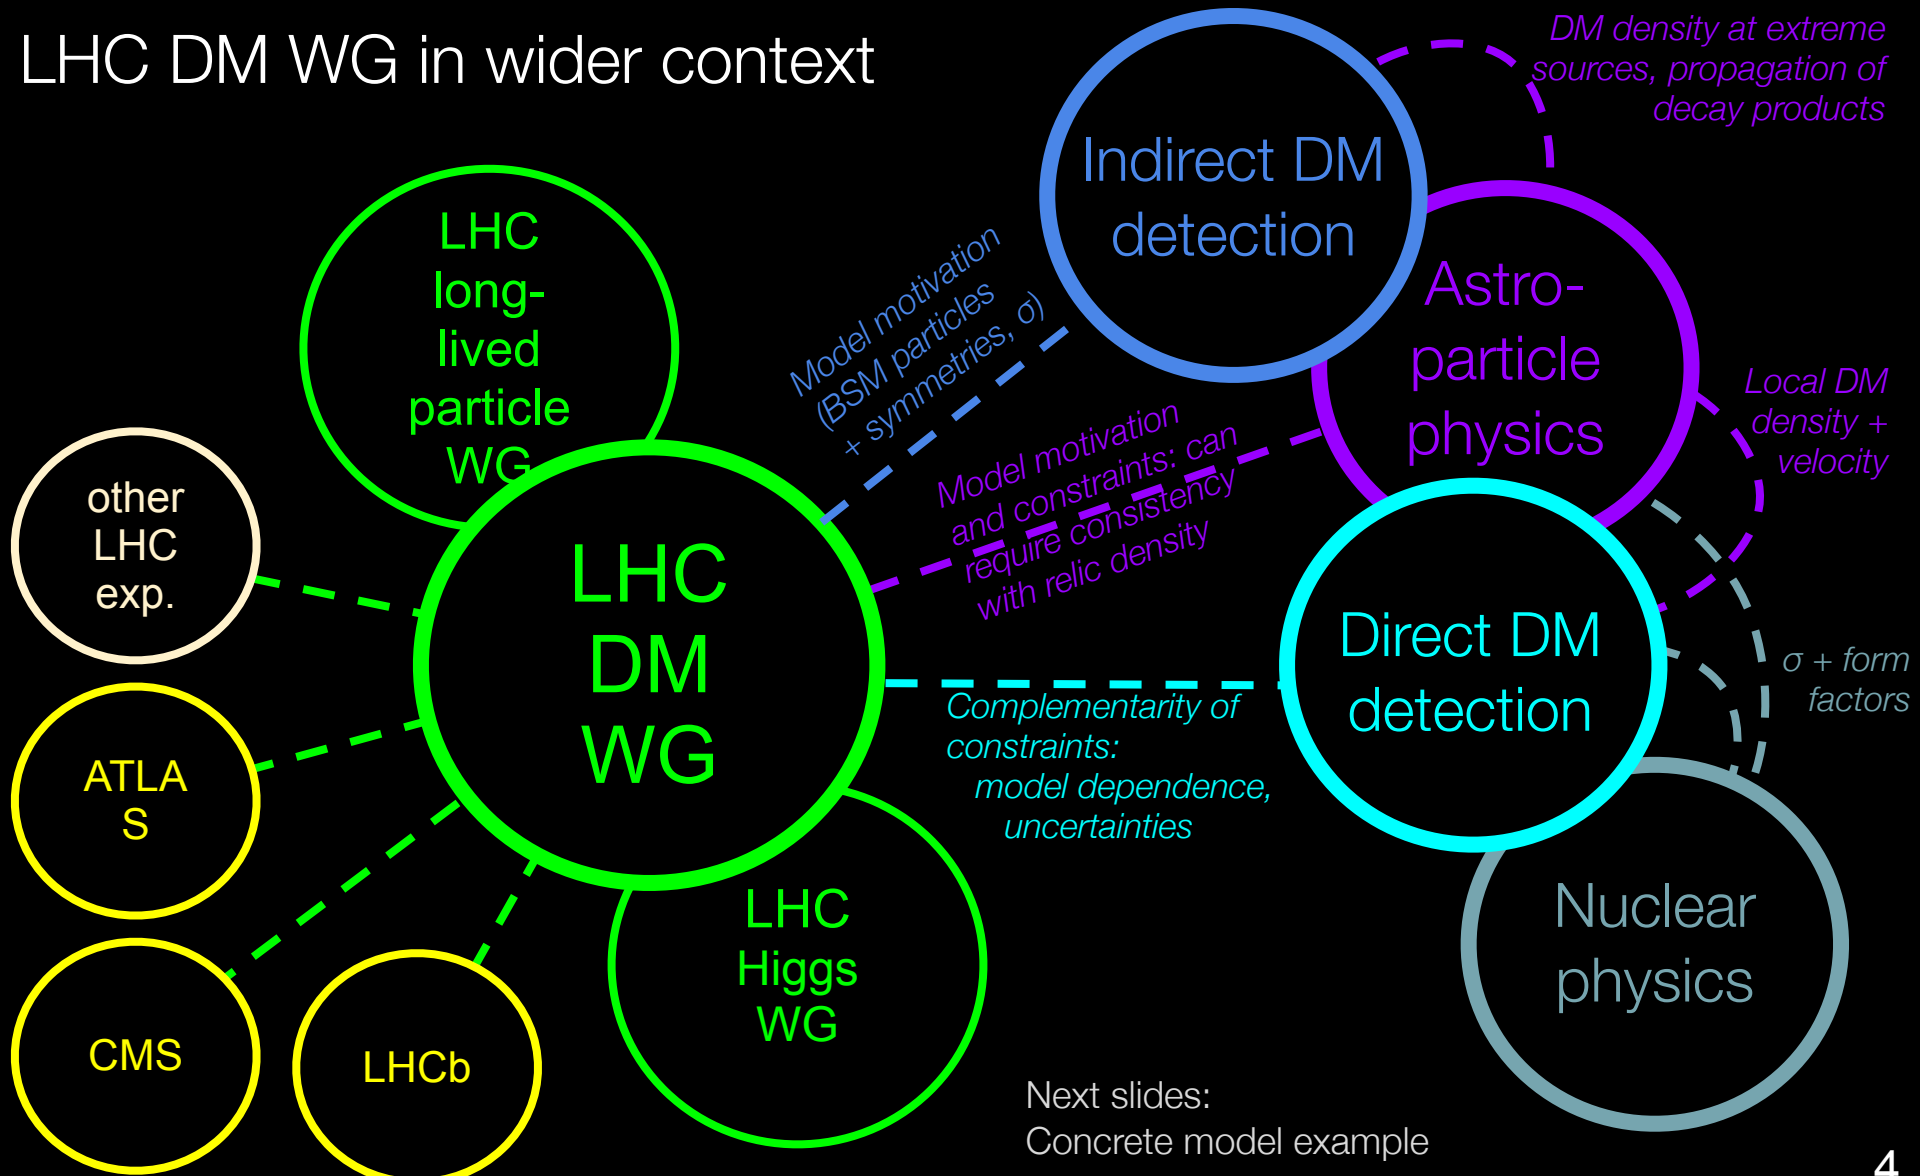 LHC DM WG in wider context
DM density at extreme
sources, propagation of
decay products
Indirect DM
detection
LHC
long-
lived
particle
WG
Model motivation
(BSM particles
+ symmetries, σ)
Astro-
particle
physics
Local DM
density +
velocity
Model motivation
and constraints: can
require consistency
with relic density
other
LHC
exp.
LHC
DM
WG
Direct DM
detection
σ + form
factors
Complementarity of
constraints:
model dependence,
uncertainties
ATLA
S
LHC
Higgs
WG
Nuclear
physics
CMS
LHCb
Next slides:
Concrete model example
4